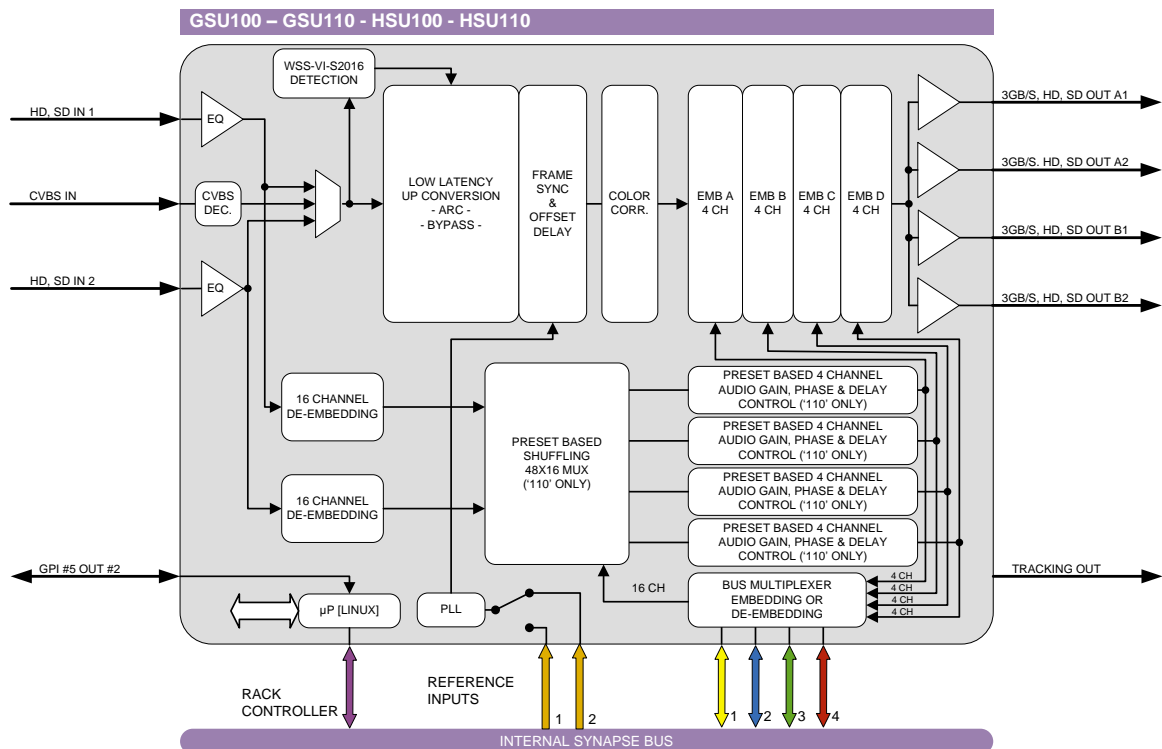 GSU100 – GSU110 - HSU100 - HSU110
WSS-VI-S2016
DETECTION
HD, SD IN 1
EQ
3GB/S, HD, SD OUT A1
LOW LATENCY
UP CONVERSION
- ARC -
- BYPASS -
FRAME
SYNC
&
OFFSET
DELAY
COLOR
CORR.
EMB A
4 CH
EMB B
4 CH
EMB C
4 CH
EMB D
4 CH
3GB/S. HD, SD OUT A2
CVBS IN
CVBS
DEC.
3GB/S, HD, SD OUT B1
HD, SD IN 2
EQ
3GB/S, HD, SD OUT B2
16 CHANNEL
DE-EMBEDDING
16 CHANNEL
DE-EMBEDDING
PRESET BASED
SHUFFLING
48X16 MUX
(‘110’ ONLY)
PRESET BASED 4 CHANNEL
AUDIO GAIN, PHASE & DELAY
CONTROL (‘110’ ONLY)
PRESET BASED 4 CHANNEL
AUDIO GAIN, PHASE & DELAY
CONTROL (‘110’ ONLY)
PRESET BASED 4 CHANNEL
AUDIO GAIN, PHASE & DELAY
CONTROL (‘110’ ONLY)
PRESET BASED 4 CHANNEL
AUDIO GAIN, PHASE & DELAY
CONTROL (‘110’ ONLY)
GPI #5 OUT #2
TRACKING OUT
µP [LINUX]
PLL
16 CH
BUS MULTIPLEXER
EMBEDDING OR
DE-EMBEDDING
4 CH
4 CH
4 CH
4 CH
RACK
CONTROLLER
REFERENCE
INPUTS
1
2
1
2
3
4
INTERNAL SYNAPSE BUS